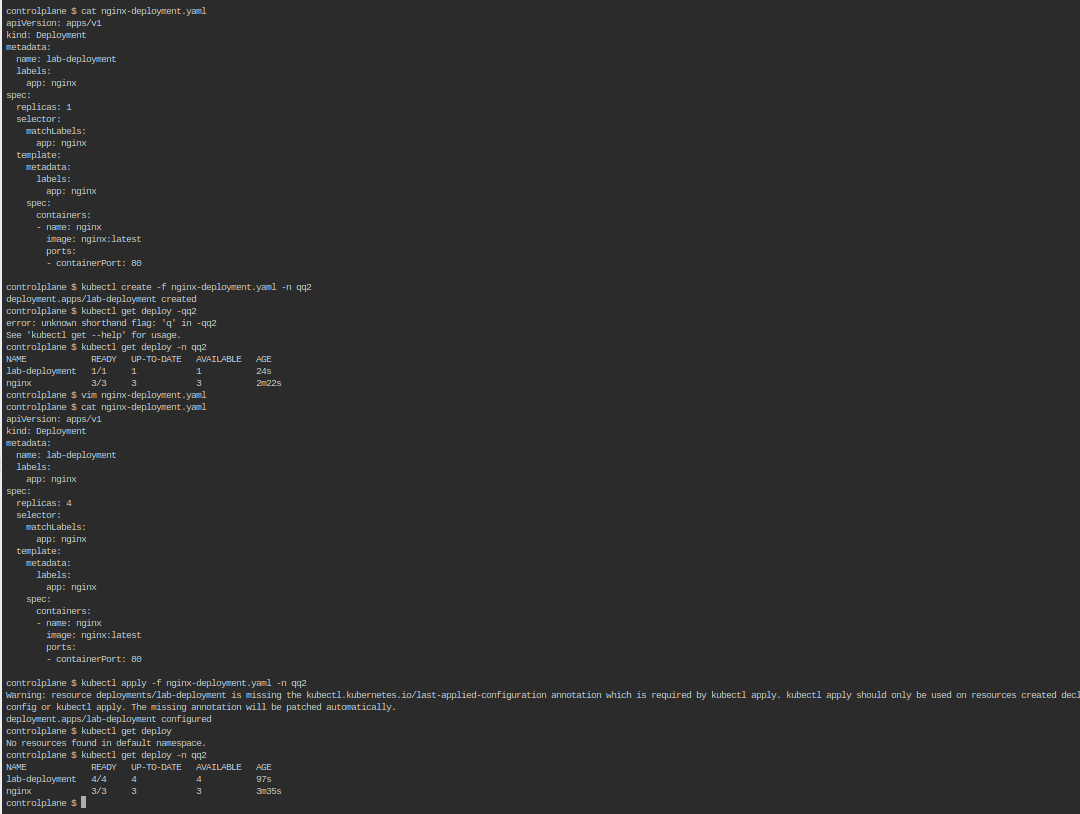 controlplane $ cat nginx-deployment.yaml
apiVersion: apps/v1
kind: Deployment
metadata:
  name: lab-deployment
  labels:
    app: nginx
spec:
  replicas: 1
  selector:
    matchLabels:
      app: nginx
  template:
    metadata:
      labels:
        app: nginx
    spec:
      containers:
      - name: nginx
        image: nginx:latest
        ports:
        - containerPort: 80

controlplane $ kubectl create -f nginx-deployment.yaml -n qq2
deployment.apps/lab-deployment created
controlplane $ kubectl get deploy -qq2
error: unknown shorthand flag: 'q' in -qq2
See 'kubectl get --help' for usage.
controlplane $ kubectl get deploy -n qq2
NAME             READY   UP-TO-DATE   AVAILABLE   AGE
lab-deployment   1/1     1            1           24s
nginx            3/3     3            3           2m22s
controlplane $ vim nginx-deployment.yaml
controlplane $ cat nginx-deployment.yaml
apiVersion: apps/v1
kind: Deployment
metadata:
  name: lab-deployment
  labels:
    app: nginx
spec:
  replicas: 4
  selector:
    matchLabels:
      app: nginx
  template:
    metadata:
      labels:
        app: nginx
    spec:
      containers:
      - name: nginx
        image: nginx:latest
        ports:
        - containerPort: 80

controlplane $ kubectl apply -f nginx-deployment.yaml -n qq2
Warning: resource deployments/lab-deployment is missing the kubectl.kubernetes.io/last-applied-configuration annotation which is required by kubectl apply. kubectl apply should only be used on resources created decl
config or kubectl apply. The missing annotation will be patched automatically.
deployment.apps/lab-deployment configured
controlplane $ kubectl get deploy
No resources found in default namespace.
controlplane $ kubectl get deploy -n qq2
NAME             READY   UP-TO-DATE   AVAILABLE   AGE
lab-deployment   4/4     4            4           97s
nginx            3/3     3            3           3m35s
controlplane $